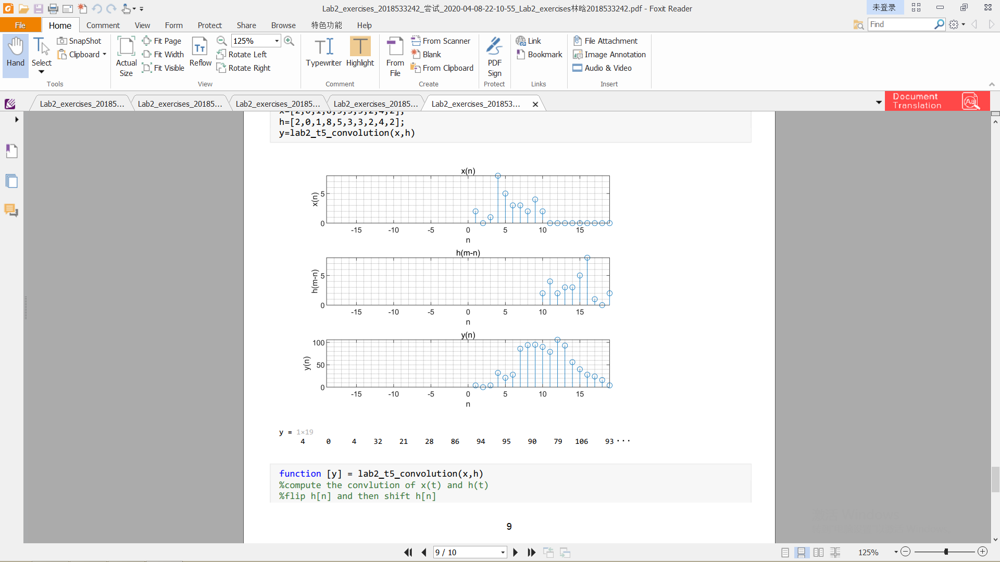 Lab2_exercises_2018533242_尝试_2020-04-08-22-10-55_Lab2_exercises林晗2018533242.pdf - Foxit Reader
未登录
File Home Comment View Form Protect Share Browse 特色功能 Help
Find
Hand
Select
SnapShot
Clipboard
Tools
Actual Size
Fit Page
Fit Width
Fit Visible
Reflow
125%
Rotate Left
Rotate Right
View
Typewriter
Highlight
Comment
From File
From Scanner
Blank
From Clipboard
Create
PDF Sign
Protect
Link
Bookmark
Links
File Attachment
Image Annotation
Audio & Video
Insert
Lab2_exercises_20185...
Lab2_exercises_20185...
Lab2_exercises_20185...
Lab2_exercises_20185...
Lab2_exercises_201853...
Document Translation
x=[2,0,1,8,5,3,3,2,4,2];
h=[2,0,1,8,5,3,3,2,4,2];
y=lab2_t5_convolution(x,h)
x(n)
x(n)
5
0
-15 -10 -5 0 5 10 15
n
h(m-n)
h(m-n)
5
0
-15 -10 -5 0 5 10 15
n
y(n)
y(n)
100
50
0
-15 -10 -5 0 5 10 15
n
y = 1×19
4 0 4 32 21 28 86 94 95 90 79 106 93 ···
function [y] = lab2_t5_convolution(x,h)
%compute the convlution of x(t) and h(t)
%flip h[n] and then shift h[n]
9
9 / 10
125%